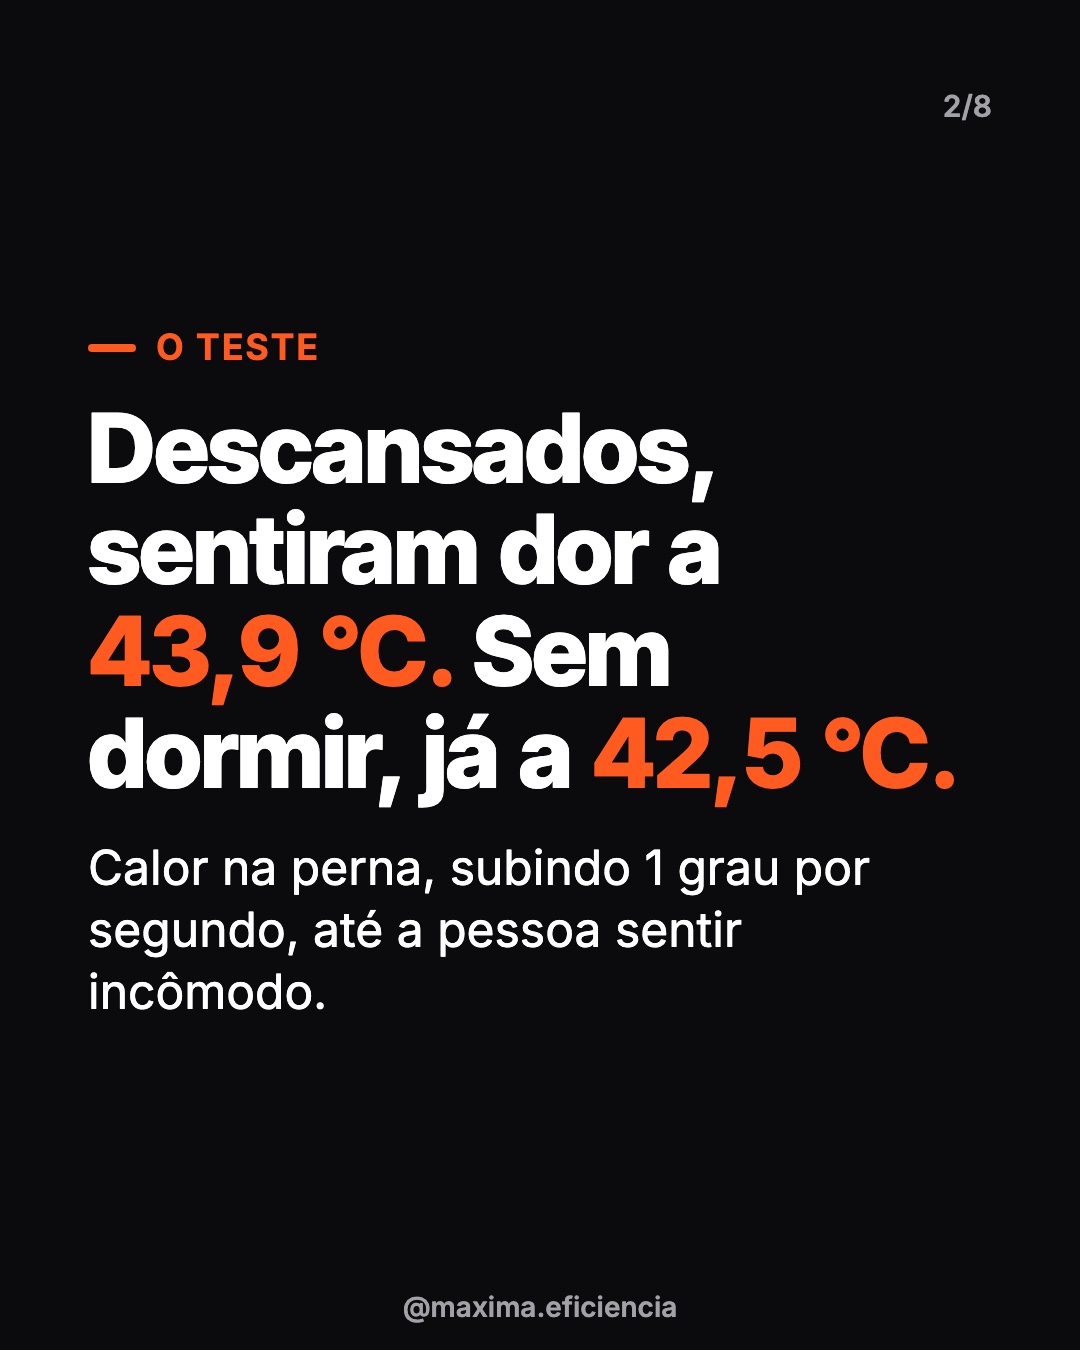 2/8
O TESTE
Descansados,
sentiram dor a
43,9 °C. Sem
dormir, já a 42,5 °C.
Calor na perna, subindo 1 grau por
segundo, até a pessoa sentir
incômodo.
@maxima.eficiencia